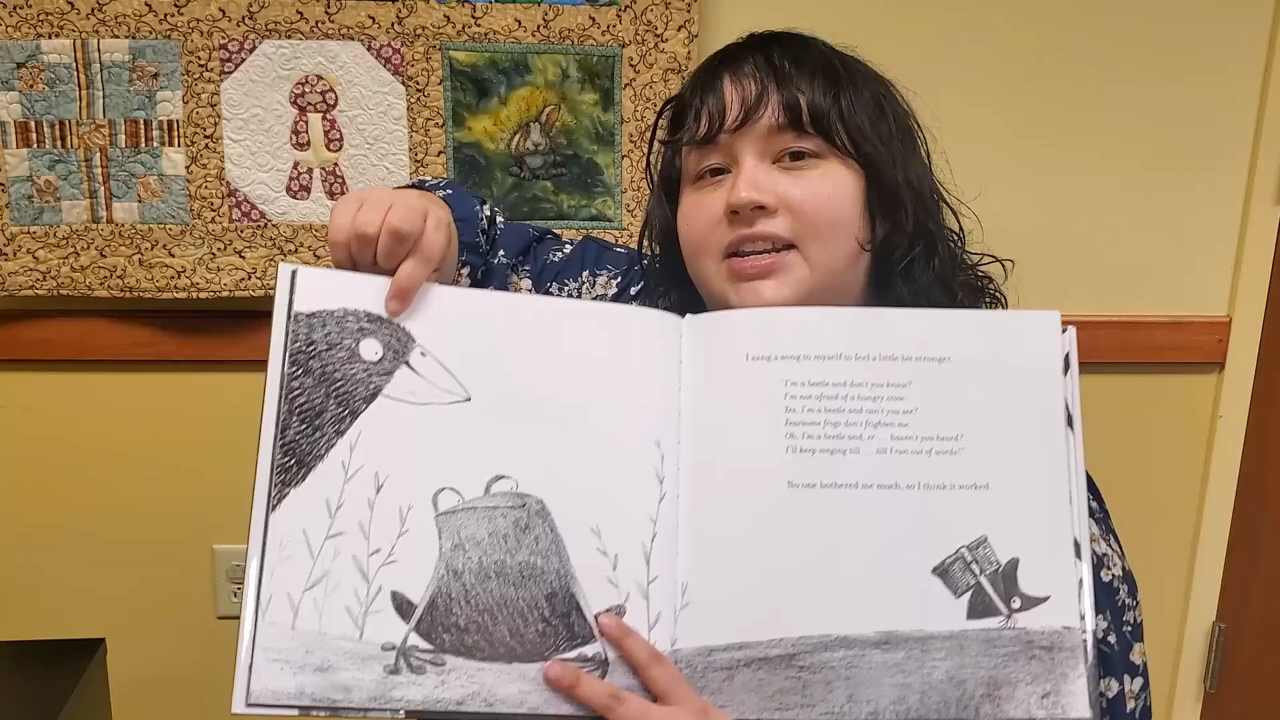 I sang a song to myself to feel a little bit stronger.
"I'm a beetle and don't you know?
I'm not afraid of a hungry crow.
Yes, I'm a beetle and can't you see?
Fearsome frogs don't frighten me.
Oh, I'm a beetle and, er . . . haven't you heard?
I'll keep singing till . . . till I run out of words!"
No one bothered me much, so I think it worked.